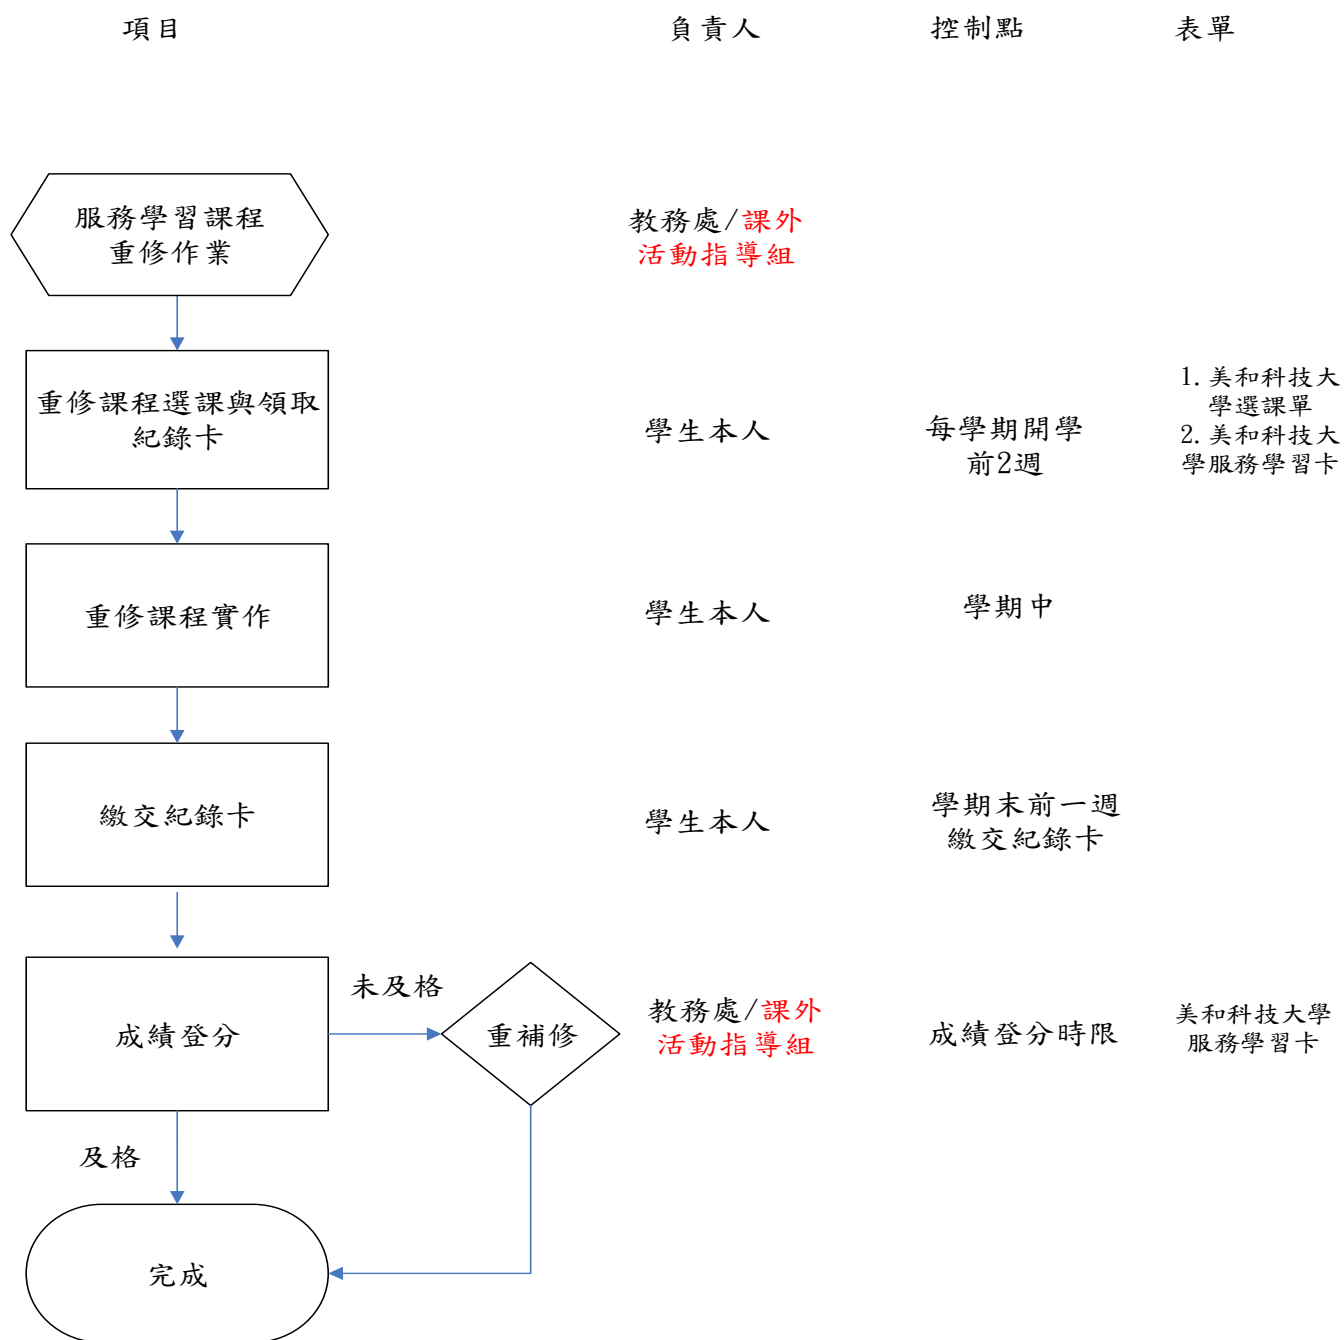 項目 負責人 控制點 表單
服務學習課程
重修作業
教務處/課外
活動指導組
重修課程選課與領取
紀錄卡
學生本人
每學期開學
前2週
1. 美和科技大
學選課單
2. 美和科技大
學服務學習卡
重修課程實作
學生本人
學期中
繳交紀錄卡
學生本人
學期末前一週
繳交紀錄卡
成績登分
未及格
重補修
教務處/課外
活動指導組
成績登分時限
美和科技大學
服務學習卡
及格
完成